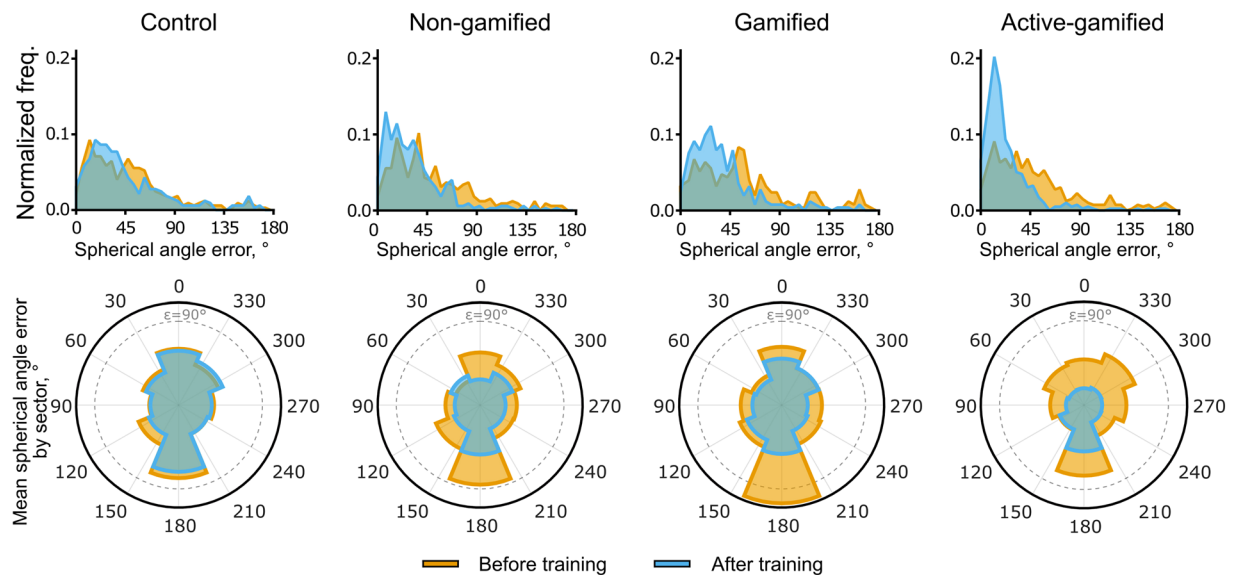 Control Non-gamified Gamified Active-gamified
Normalized freq.
0.2 0.2 0.2 0.2
0.1 0.1 0.1 0.1
0.0 0.0 0.0 0.0
0 45 90 135 180 0 45 90 135 180 0 45 90 135 180 0 45 90 135 180
Spherical angle error, ° Spherical angle error, ° Spherical angle error, ° Spherical angle error, °
Mean spherical angle error
by sector, °
0 0 0 0
30 330 30 330 30 330 30 330
ε=90° ε=90° ε=90° ε=90°
60 300 60 300 60 300 60 300
90 270 90 270 90 270 90 270
120 240 120 240 120 240 120 240
150 210 150 210 150 210 150 210
180 180 180 180
Before training After training